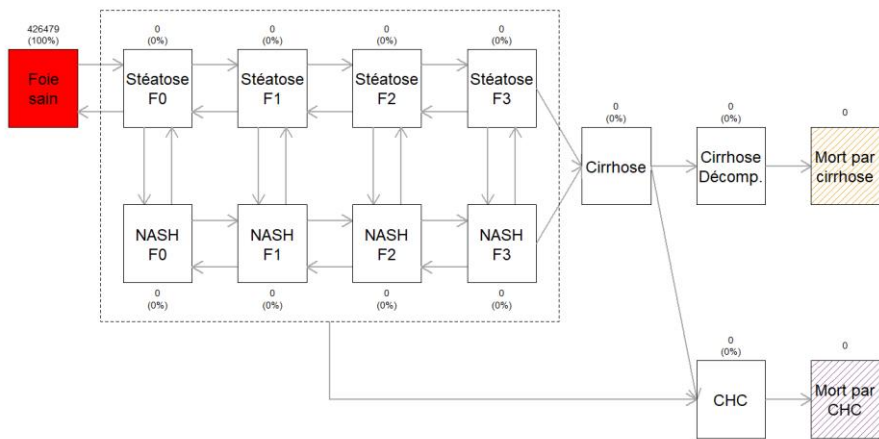 426479
(100%)
Foie
sain
0
(0%)
Stéatose
F0
0
(0%)
Stéatose
F1
0
(0%)
Stéatose
F2
0
(0%)
Stéatose
F3
NASH
F0
0
(0%)
NASH
F1
0
(0%)
NASH
F2
0
(0%)
NASH
F3
0
(0%)
0
(0%)
Cirrhose
0
(0%)
Cirrhose
Décomp.
0
Mort par
cirrhose
0
(0%)
CHC
0
Mort par
CHC